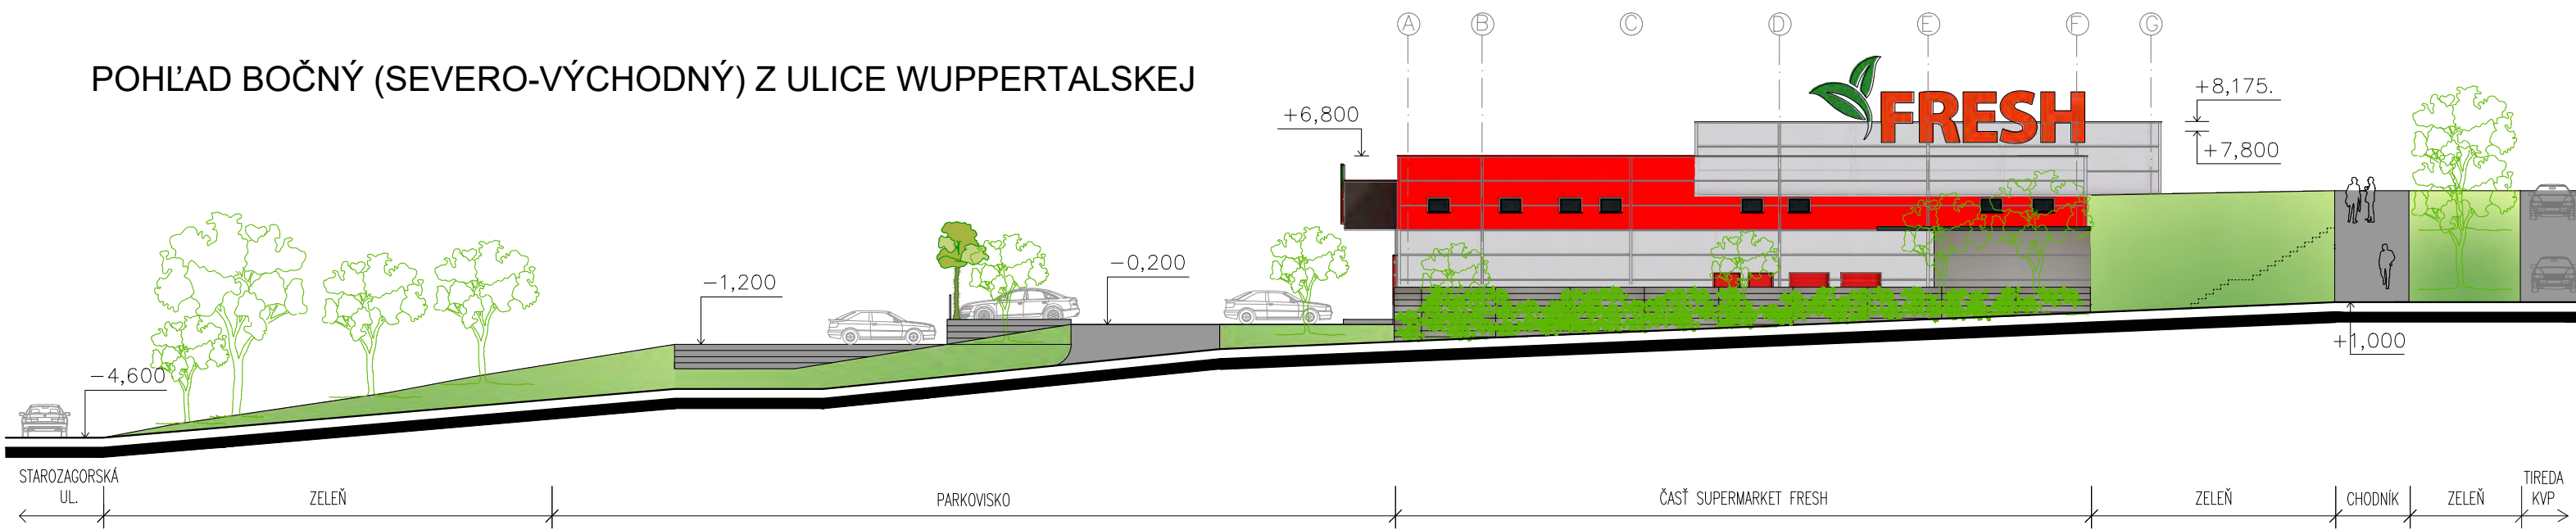 A B C D E F G
POHĽAD BOČNÝ (SEVERO-VÝCHODNÝ) Z ULICE WUPPERTALSKEJ
FRESH
+8,175.
+7,800
+6,800
-0,200
-1,200
-4,600
+1,000
STAROZAGORSKÁ
UL.
ZELEŇ
PARKOVISKO
ČASŤ SUPERMARKET FRESH
ZELEŇ
CHODNÍK
ZELEŇ
TIREDA
KVP